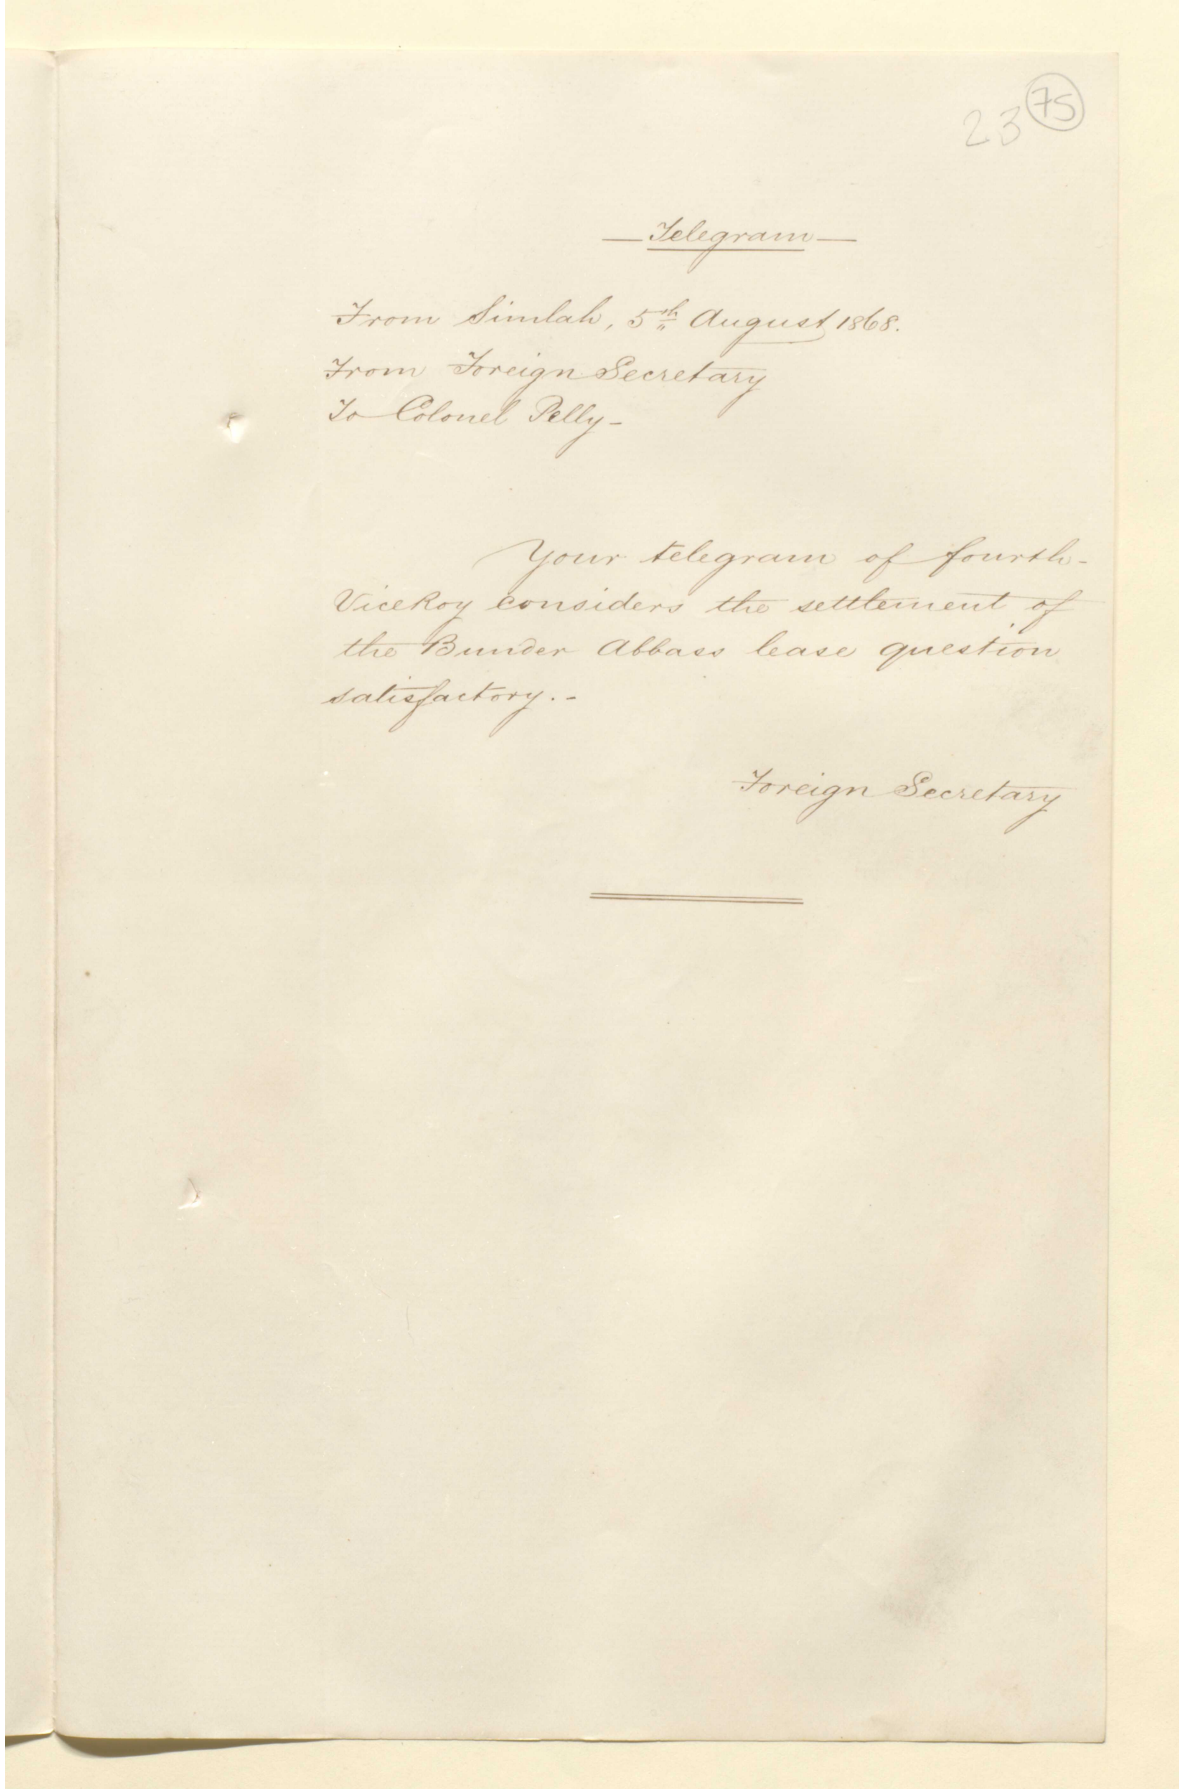 23 75
— Telegram —
From Simlah, 5th August 1868.
From Foreign Secretary
To Colonel Pelly –
Your telegram of fourth –
ViceRoy considers the settlement of
the Bunder Abbass lease question
satisfactory. –
Foreign Secretary